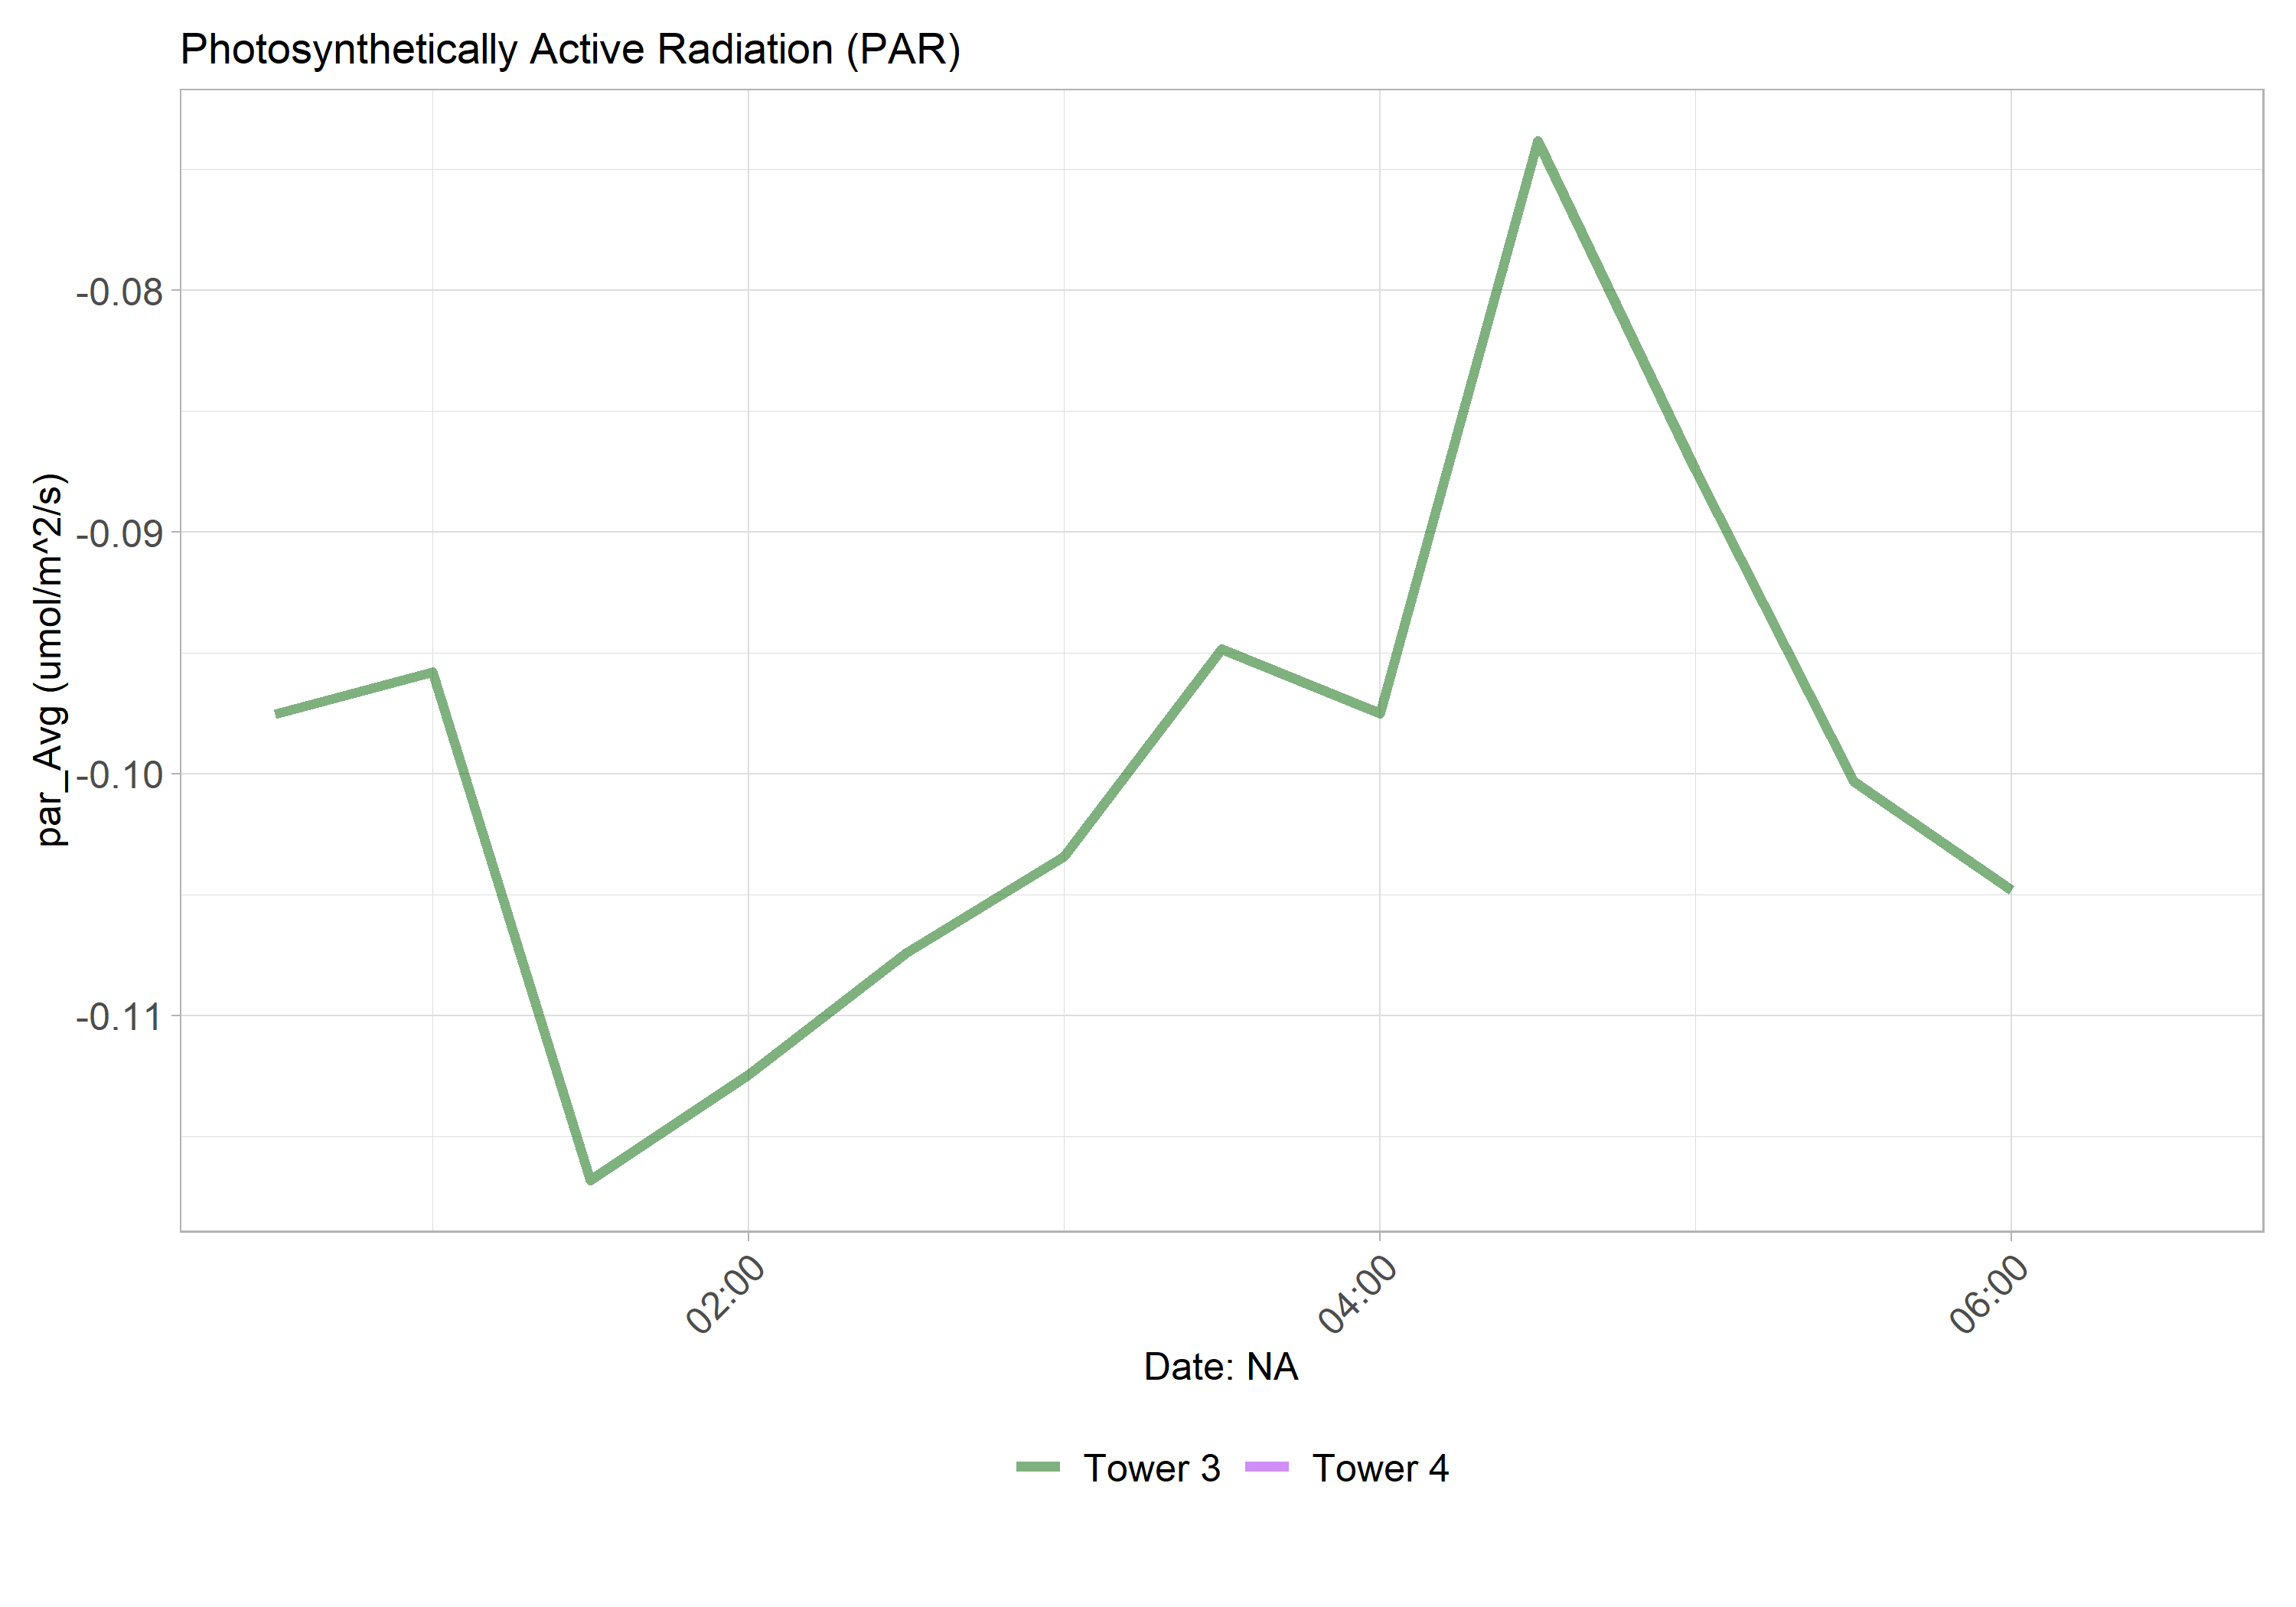 Photosynthetically Active Radiation (PAR)
par_Avg (umol/m^2/s)
-0.08
-0.09
-0.10
-0.11
02:00
04:00
06:00
Date: NA
Tower 3
Tower 4